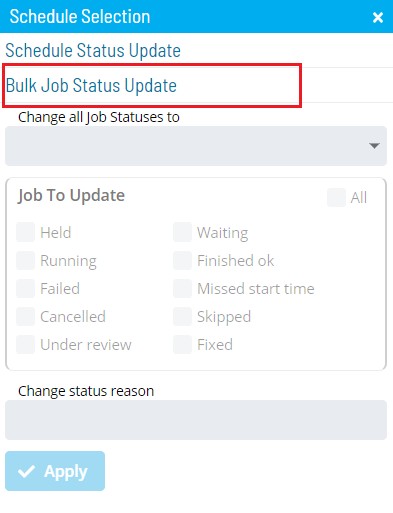 Schedule Selection
Schedule Status Update
Bulk Job Status Update
Change all Job Statuses to
Job To Update
All
Held
Waiting
Running
Finished ok
Failed
Missed start time
Cancelled
Skipped
Under review
Fixed
Change status reason
Apply